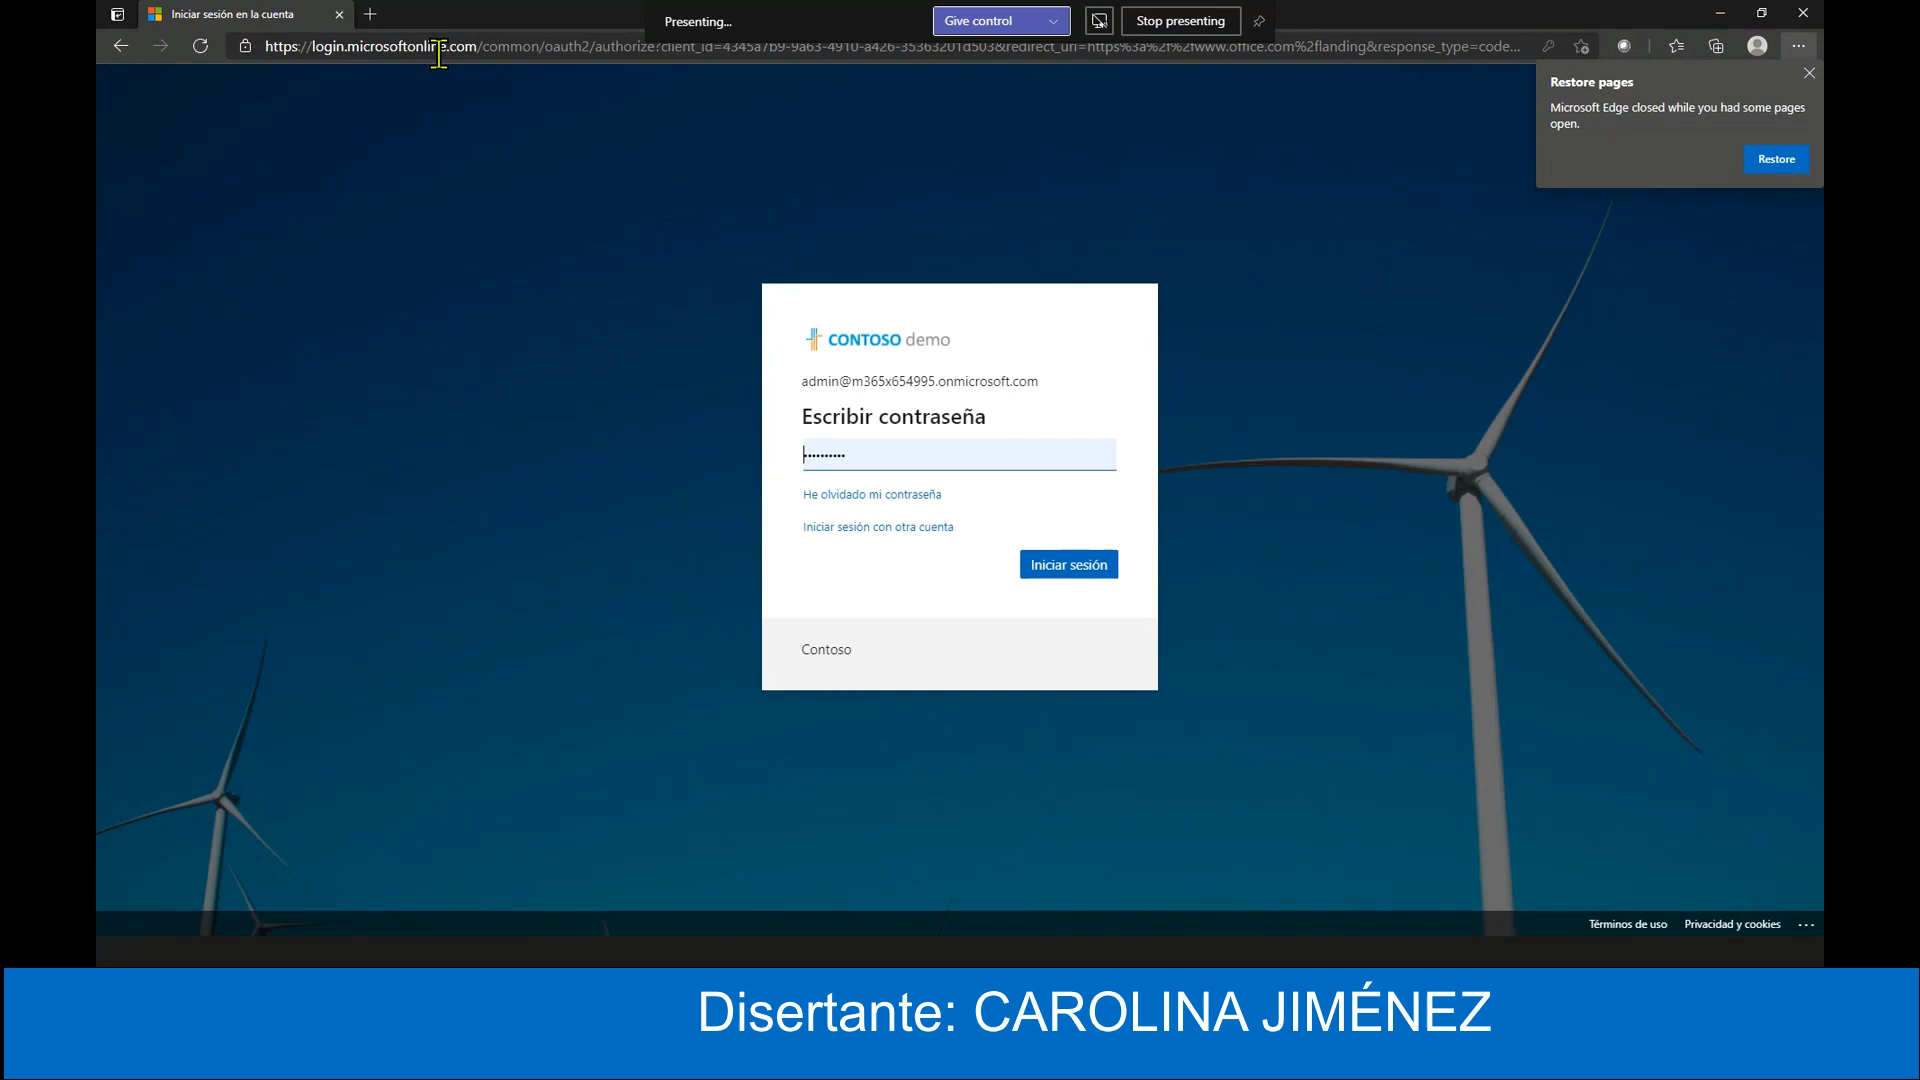 Iniciar sesión en la cuenta
Presenting...
Give control
Stop presenting
https://login.microsoftonline.com/common/oauth2/authorize?client_id=4345a7b9-9a63-4910-a426-35363201d503&redirect_uri=https%3a%2f%2fwww.office.com%2flanding&response_type=code...
Restore pages
Microsoft Edge closed while you had some pages
open.
Restore
CONTOSO demo
admin@m365x654995.onmicrosoft.com
Escribir contraseña
He olvidado mi contraseña
Iniciar sesión con otra cuenta
Iniciar sesión
Contoso
Términos de uso Privacidad y cookies ...
Disertante: CAROLINA JIMÉNEZ